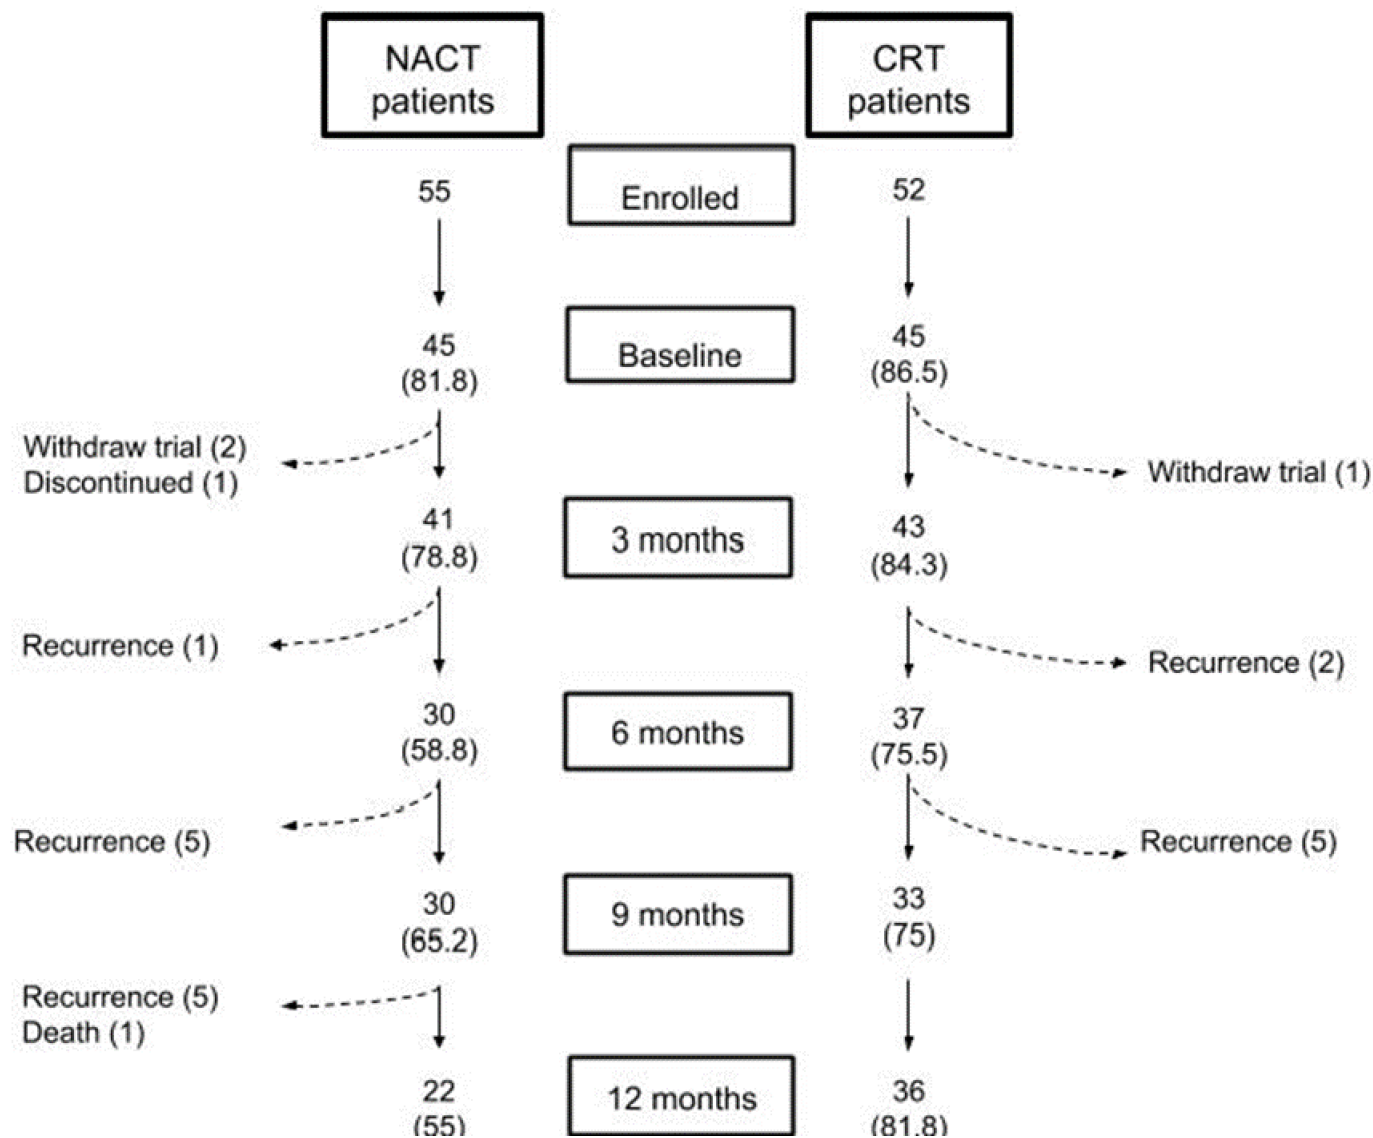 NACT
patients
CRT
patients
55
Enrolled
52
45
(81.8)
Baseline
45
(86.5)
Withdraw trial (2)
Discontinued (1)
Withdraw trial (1)
41
(78.8)
3 months
43
(84.3)
Recurrence (1)
Recurrence (2)
30
(58.8)
6 months
37
(75.5)
Recurrence (5)
Recurrence (5)
30
(65.2)
9 months
33
(75)
Recurrence (5)
Death (1)
22
(55)
12 months
36
(81.8)